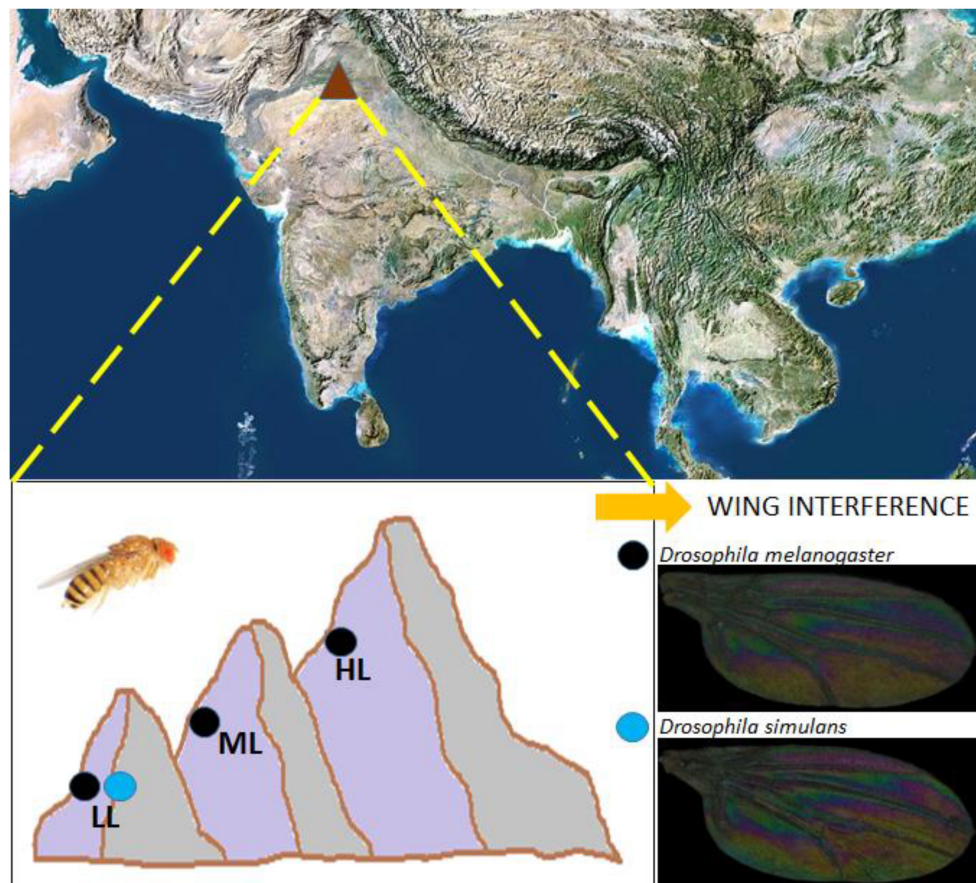 WING INTERFERENCE
Drosophila melanogaster
HL
Drosophila simulans
ML
LL